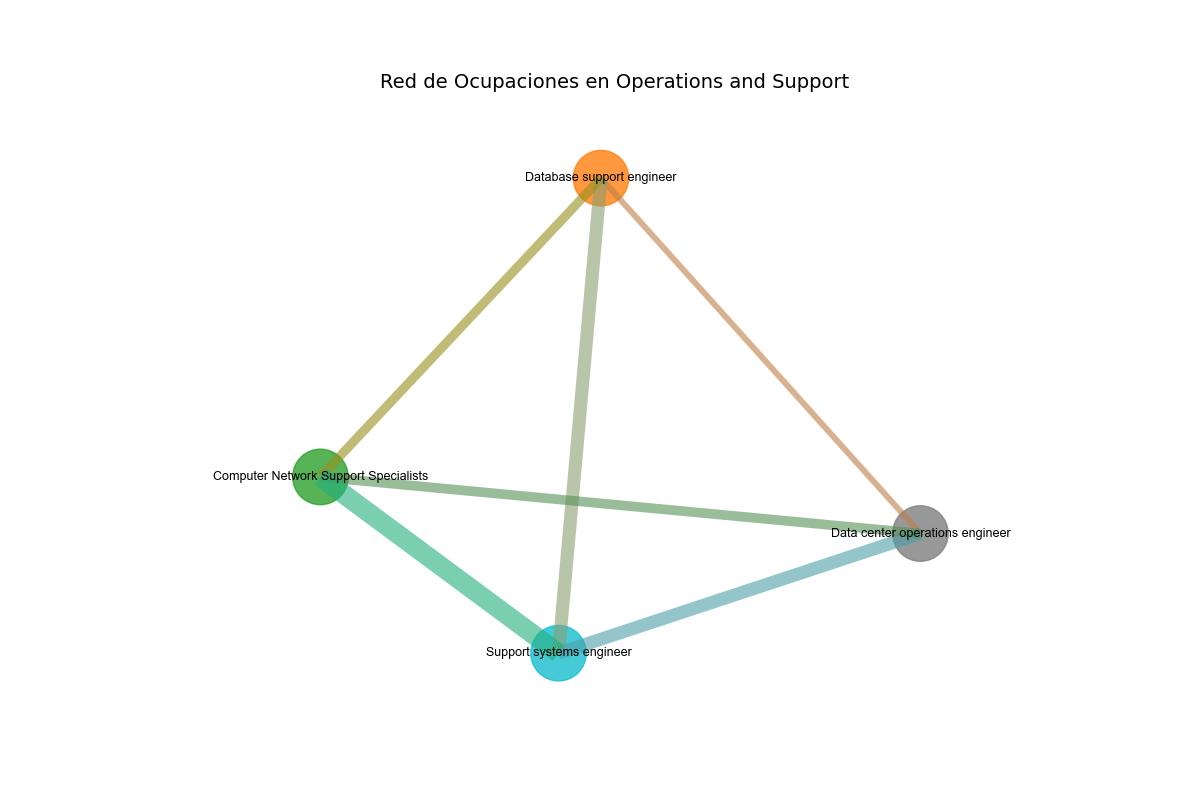 Red de Ocupaciones en Operations and Support
Database support engineer
Computer Network Support Specialists
Data center operations engineer
Support systems engineer